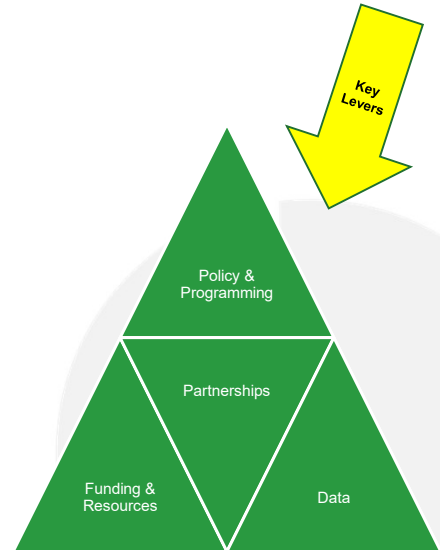 Key
Levers
Policy &
Programming
Partnerships
Funding &
Resources
Data